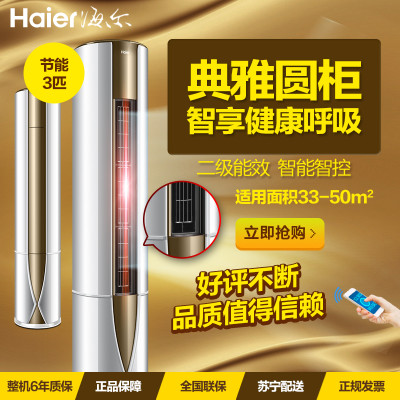 Haier海尔
节能
3匹
Haier
典雅圆柜
智享健康呼吸
二级能效 智能智控
适用面积33-50m²
立即抢购>
好评不断
品质值得信赖
整机6年质保 正品保障 全国联保 苏宁配送 正规发票